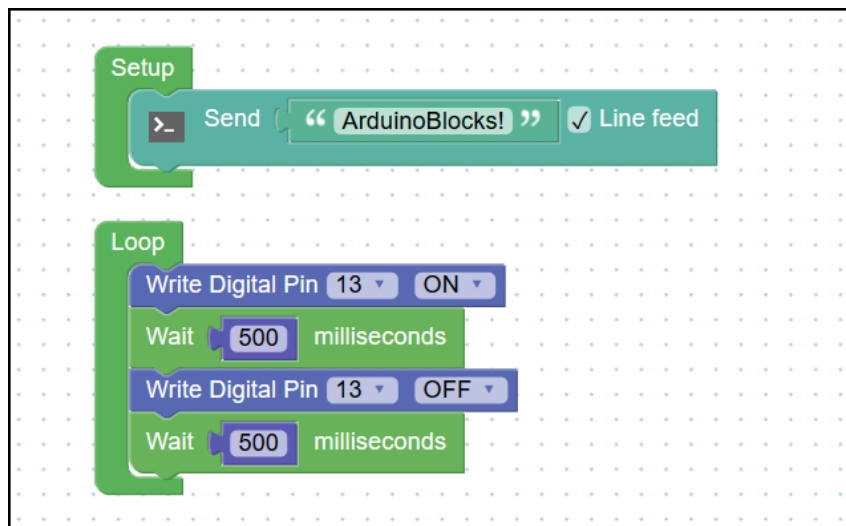 Setup
>_ Send “ ArduinoBlocks! ” ✓ Line feed
Loop
Write Digital Pin 13 ON
Wait 500 milliseconds
Write Digital Pin 13 OFF
Wait 500 milliseconds